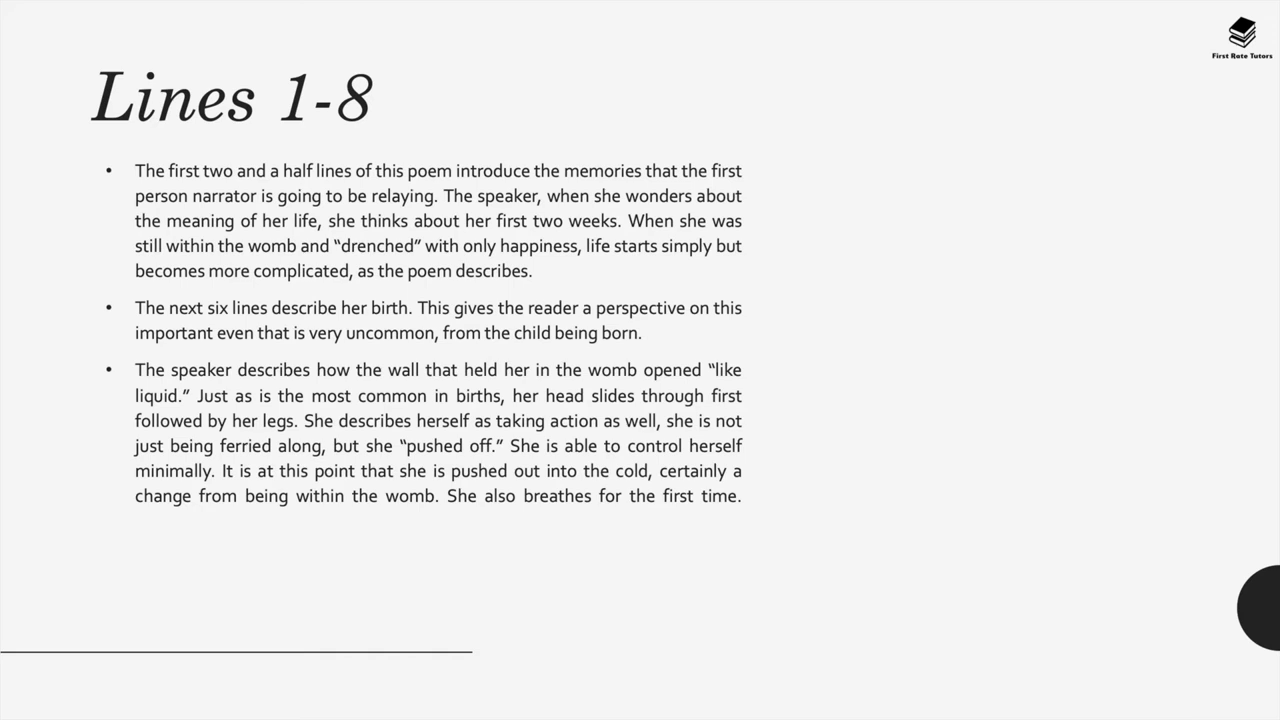 First Rate Tutors
Lines 1-8
• The first two and a half lines of this poem introduce the memories that the first
person narrator is going to be relaying. The speaker, when she wonders about
the meaning of her life, she thinks about her first two weeks. When she was
still within the womb and “drenched” with only happiness, life starts simply but
becomes more complicated, as the poem describes.
• The next six lines describe her birth. This gives the reader a perspective on this
important even that is very uncommon, from the child being born.
• The speaker describes how the wall that held her in the womb opened “like
liquid.” Just as is the most common in births, her head slides through first
followed by her legs. She describes herself as taking action as well, she is not
just being ferried along, but she “pushed off.” She is able to control herself
minimally. It is at this point that she is pushed out into the cold, certainly a
change from being within the womb. She also breathes for the first time.